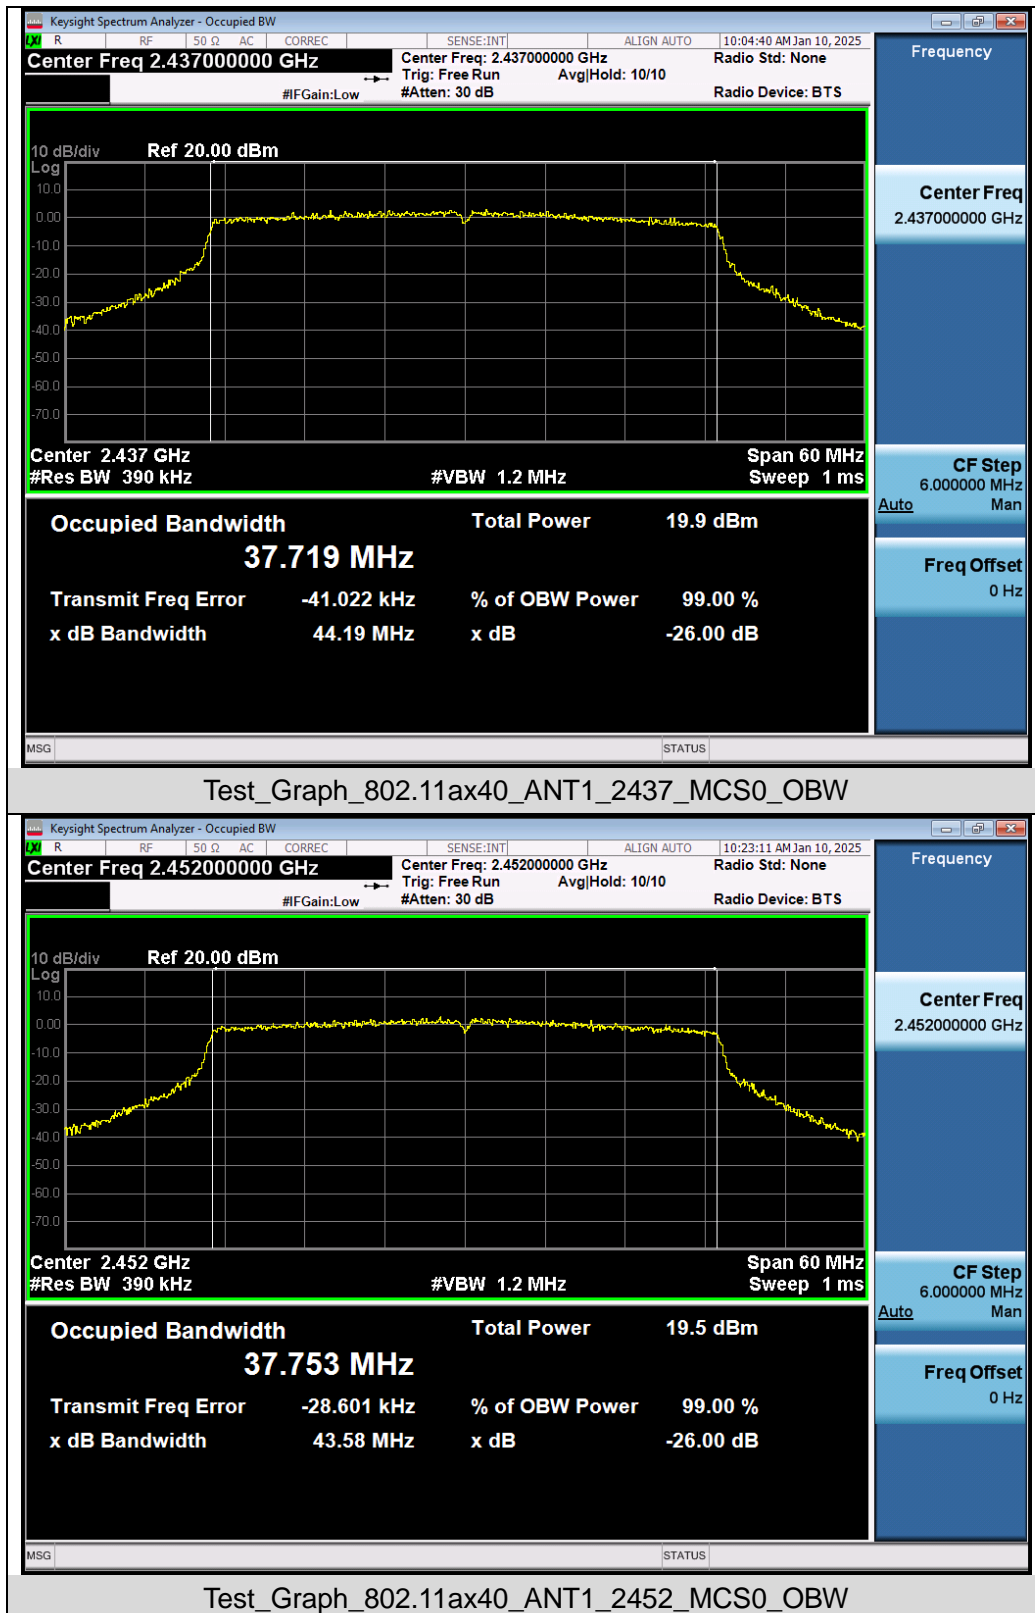 Keysight Spectrum Analyzer - Occupied BW
LXI R RF 50 Ω AC CORREC SENSE:INT ALIGN AUTO 10:04:40 AM Jan 10, 2025
Center Freq 2.437000000 GHz
Center Freq: 2.437000000 GHz Radio Std: None
Trig: Free Run Avg|Hold: 10/10
#IFGain:Low #Atten: 30 dB Radio Device: BTS
Frequency
10 dB/div Ref 20.00 dBm
Log
10.0
0.00
-10.0
-20.0
-30.0
-40.0
-50.0
-60.0
-70.0
Center 2.437 GHz Span 60 MHz
#Res BW 390 kHz #VBW 1.2 MHz Sweep 1 ms
Center Freq
2.437000000 GHz
CF Step
6.000000 MHz
Auto Man
Freq Offset
0 Hz
Occupied Bandwidth Total Power 19.9 dBm
37.719 MHz
Transmit Freq Error -41.022 kHz % of OBW Power 99.00 %
x dB Bandwidth 44.19 MHz x dB -26.00 dB
MSG STATUS
Test_Graph_802.11ax40_ANT1_2437_MCS0_OBW
Keysight Spectrum Analyzer - Occupied BW
LXI R RF 50 Ω AC CORREC SENSE:INT ALIGN AUTO 10:23:11 AM Jan 10, 2025
Center Freq 2.452000000 GHz
Center Freq: 2.452000000 GHz Radio Std: None
Trig: Free Run Avg|Hold: 10/10
#IFGain:Low #Atten: 30 dB Radio Device: BTS
Frequency
10 dB/div Ref 20.00 dBm
Log
10.0
0.00
-10.0
-20.0
-30.0
-40.0
-50.0
-60.0
-70.0
Center 2.452 GHz Span 60 MHz
#Res BW 390 kHz #VBW 1.2 MHz Sweep 1 ms
Center Freq
2.452000000 GHz
CF Step
6.000000 MHz
Auto Man
Freq Offset
0 Hz
Occupied Bandwidth Total Power 19.5 dBm
37.753 MHz
Transmit Freq Error -28.601 kHz % of OBW Power 99.00 %
x dB Bandwidth 43.58 MHz x dB -26.00 dB
MSG STATUS
Test_Graph_802.11ax40_ANT1_2452_MCS0_OBW